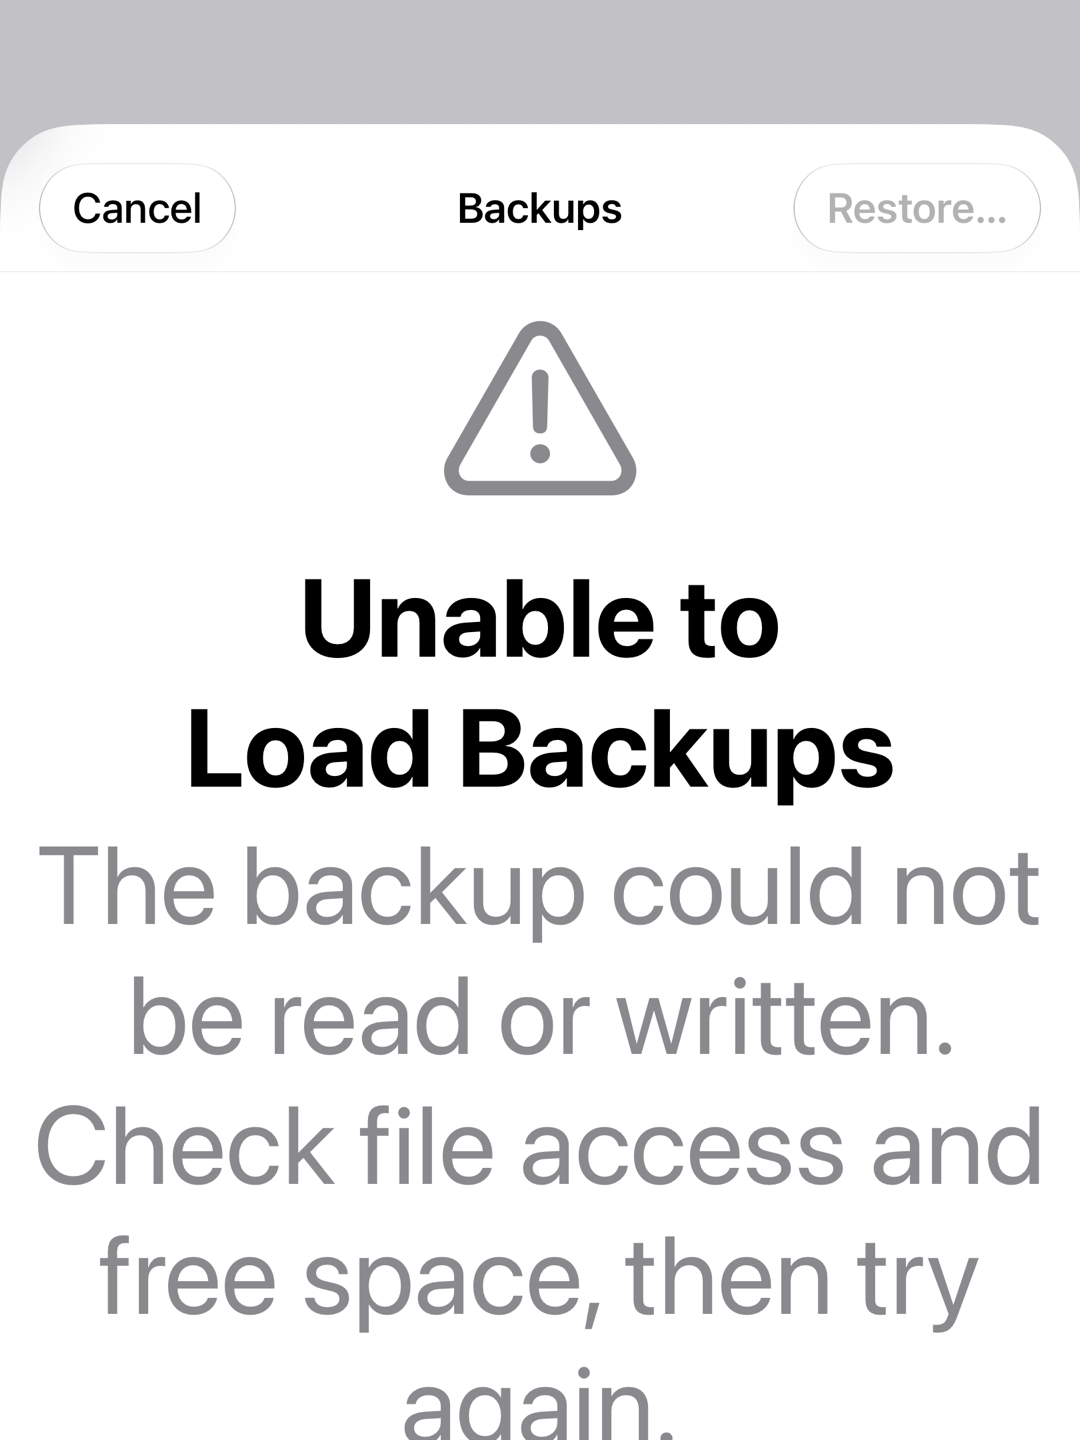 Cancel
Backups
Restore...
Unable to
Load Backups
The backup could not
be read or written.
Check file access and
free space, then try
again.